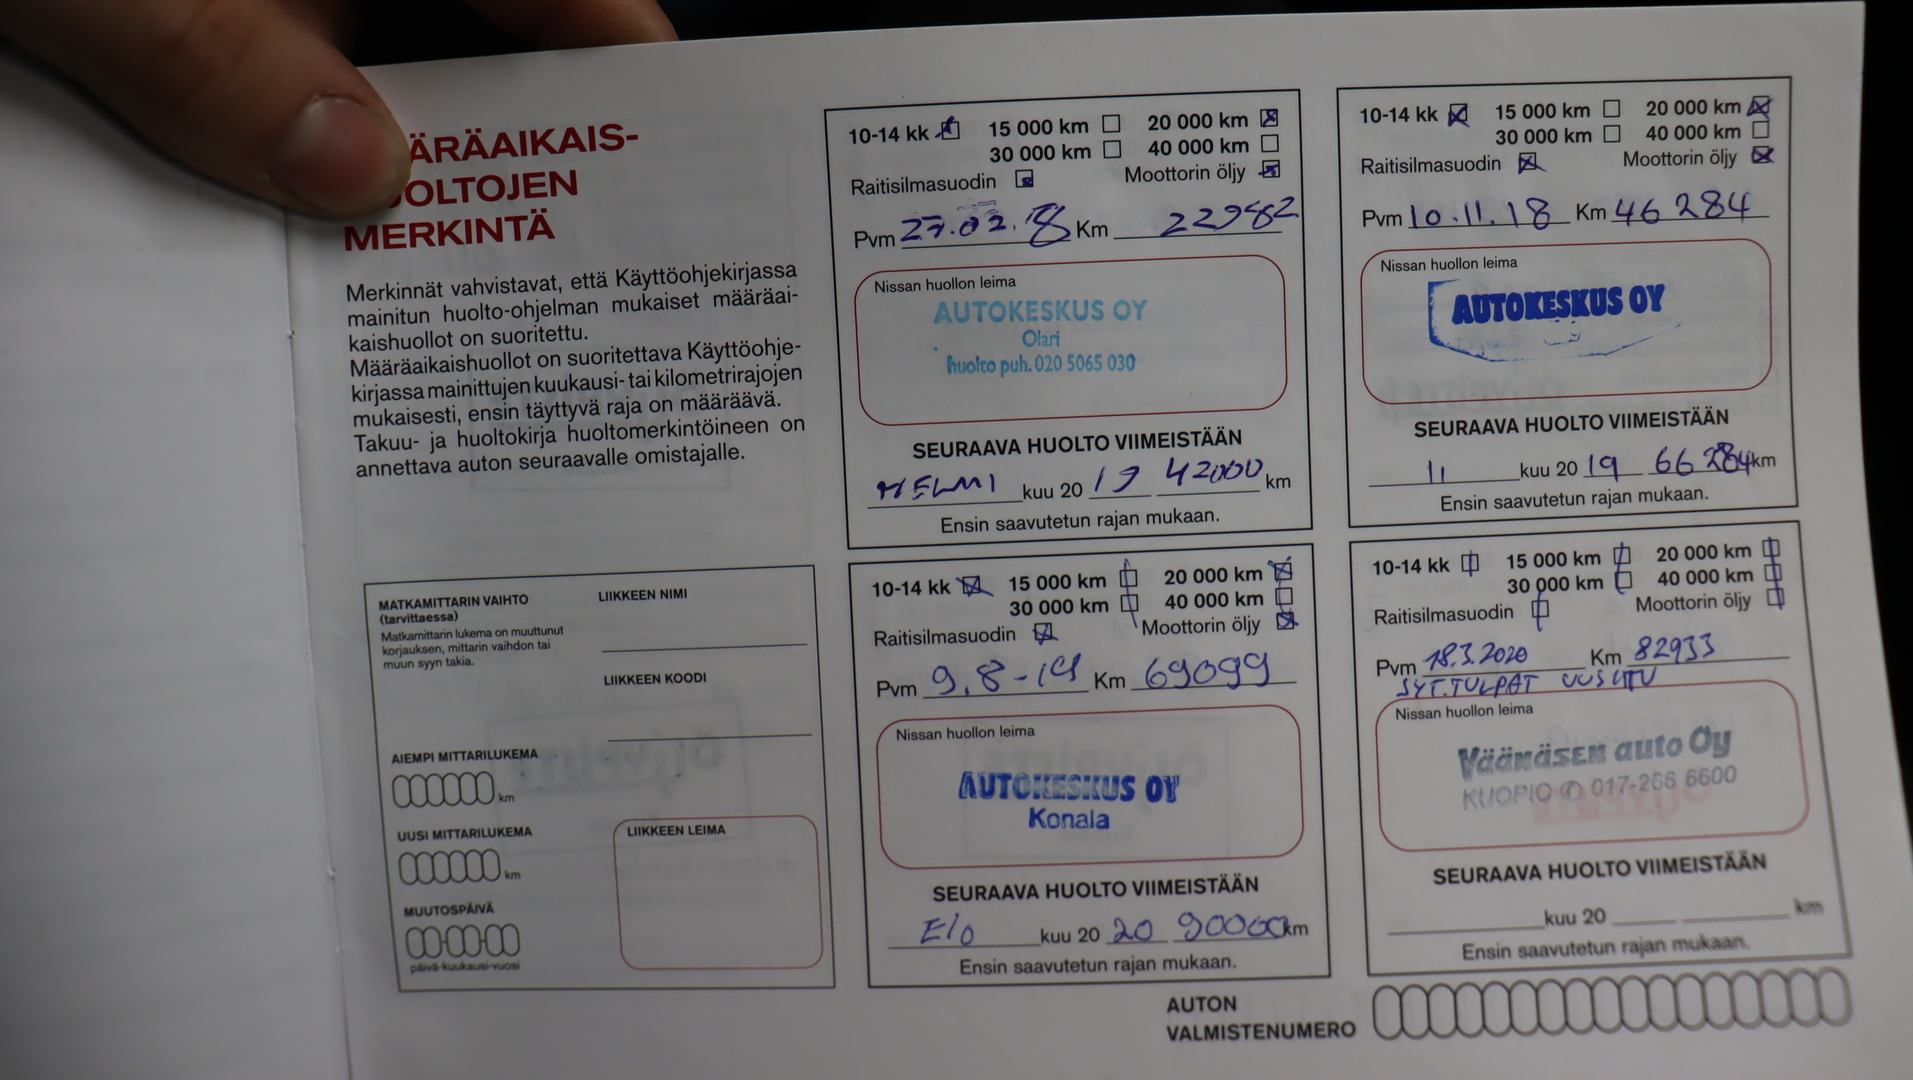 ÄRÄAIKAIS-
OLTOJEN
MERKINTÄ
Merkinnät vahvistavat, että Käyttöohjekirjassa
mainitun huolto-ohjelman mukaiset määräai-
kaishuollot on suoritettu.
Määräaikaishuollot on suoritettava Käyttöohje-
kirjassa mainittujen kuukausi- tai kilometrirajojen
mukaisesti, ensin täyttyvä raja on määräävä.
Takuu- ja huoltokirja huoltomerkintöineen on
annettava auton seuraavalle omistajalle.
MATKAMITTARIN VAIHTO
(tarvittaessa)
Matkamittarin lukema on muuttunut
korjauksen, mittarin vaihdon tai
muun syyn takia.
LIIKKEEN NIMI
LIIKKEEN KOODI
AIEMPI MITTARILUKEMA
km
UUSI MITTARILUKEMA
km
MUUTOSPÄIVÄ
päivä-kuukausi-vuosi
LIIKKEEN LEIMA
10-14 kk 15 000 km 20 000 km
30 000 km 40 000 km
Raitisilmasuodin Moottorin öljy
Pvm 27.02.18 Km 22982
Nissan huollon leima
AUTOKESKUS OY
Olari
huolto puh. 020 5065 030
SEURAAVA HUOLTO VIIMEISTÄÄN
HELMI kuu 20 19 42000 km
Ensin saavutetun rajan mukaan.
10-14 kk 15 000 km 20 000 km
30 000 km 40 000 km
Raitisilmasuodin Moottorin öljy
Pvm 10.11.18 Km 46 284
Nissan huollon leima
AUTOKESKUS OY
SEURAAVA HUOLTO VIIMEISTÄÄN
11 kuu 20 19 66 284 km
Ensin saavutetun rajan mukaan.
10-14 kk 15 000 km 20 000 km
30 000 km 40 000 km
Raitisilmasuodin Moottorin öljy
Pvm 9.8-19 Km 69099
Nissan huollon leima
AUTOKESKUS OY
Konala
SEURAAVA HUOLTO VIIMEISTÄÄN
Elo kuu 20 20 90000 km
Ensin saavutetun rajan mukaan.
10-14 kk 15 000 km 20 000 km
30 000 km 40 000 km
Raitisilmasuodin Moottorin öljy
Pvm 18.3.2020 Km 82933
SYT.TULPAT UUSITTU
Nissan huollon leima
Väänäsen auto Oy
KUOPIO ✆ 017-266 6600
SEURAAVA HUOLTO VIIMEISTÄÄN
kuu 20 km
Ensin saavutetun rajan mukaan.
AUTON
VALMISTENUMERO